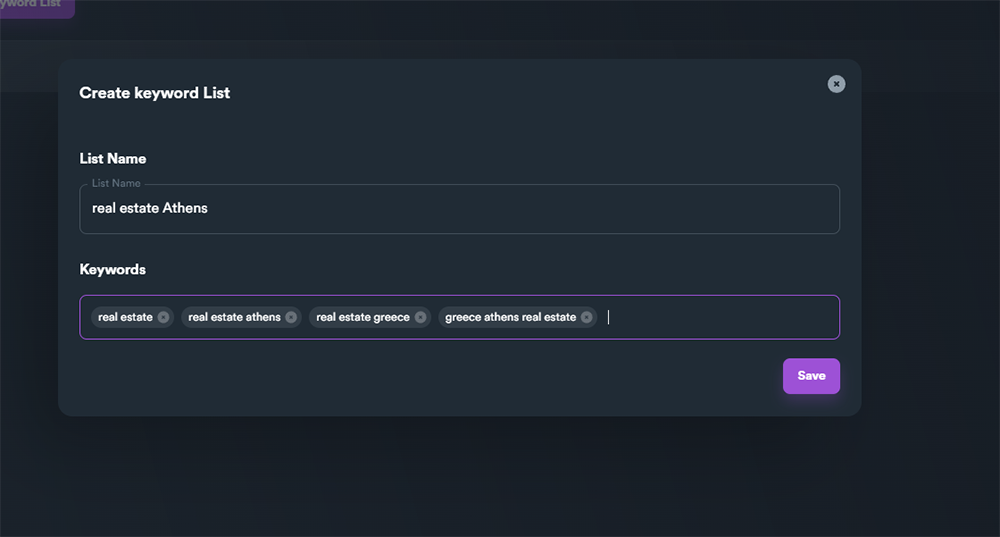 yword List
Create keyword List
List Name
List Name
real estate Athens
Keywords
real estate real estate athens real estate greece greece athens real estate
Save